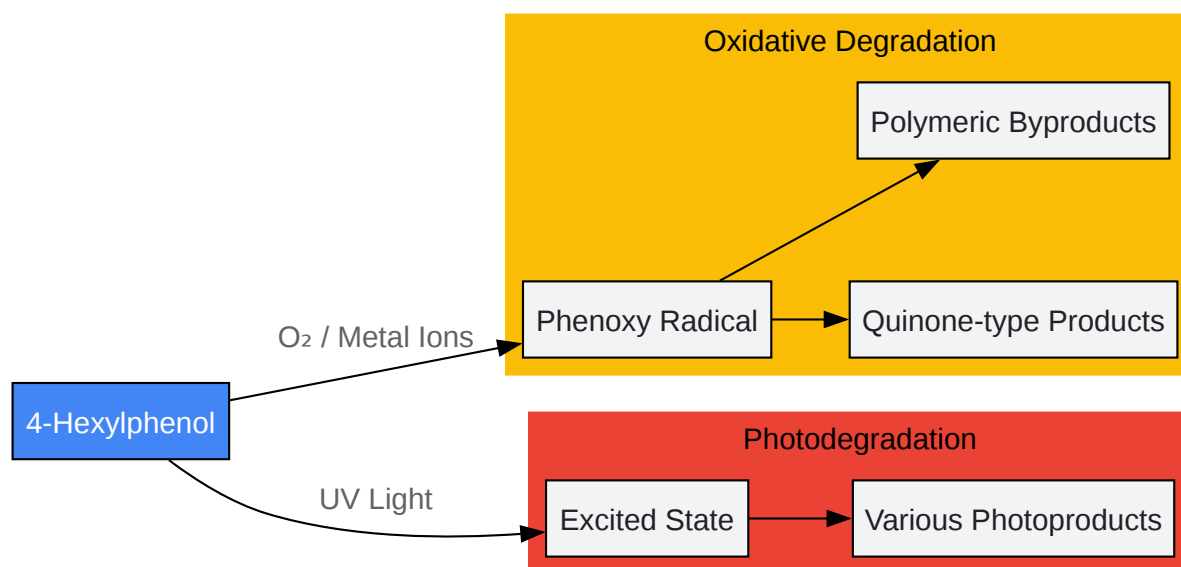 Oxidative Degradation
Polymeric Byproducts
Phenoxy Radical
Quinone-type Products
O₂ / Metal Ions
4-Hexylphenol
Photodegradation
UV Light
Excited State
Various Photoproducts